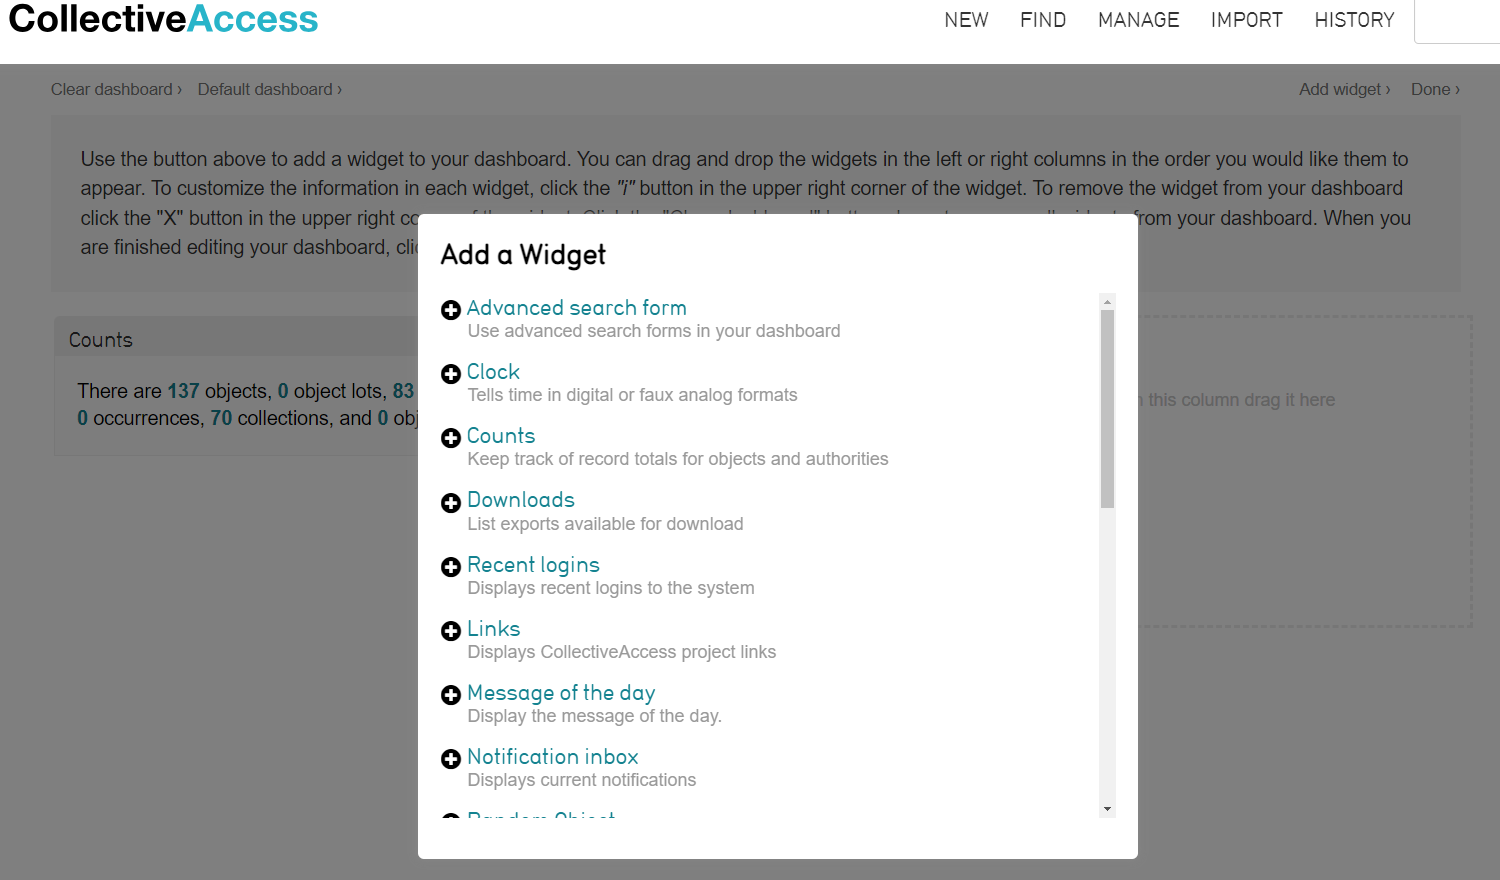 CollectiveAccess
NEW FIND MANAGE IMPORT HISTORY
Clear dashboard › Default dashboard › Add widget › Done ›
Use the button above to add a widget to your dashboard. You can drag and drop the widgets in the left or right columns in the order you would like them to
appear. To customize the information in each widget, click the "i" button in the upper right corner of the widget. To remove the widget from your dashboard
click the "X" button in the upper right from your dashboard. When you
are finished editing your dashboard,
Counts
There are 137 objects, 0 object lots, 83
0 occurrences, 70 collections, and 0
this column drag it here
Add a Widget
Advanced search form
Use advanced search forms in your dashboard
Clock
Tells time in digital or faux analog formats
Counts
Keep track of record totals for objects and authorities
Downloads
List exports available for download
Recent logins
Displays recent logins to the system
Links
Displays CollectiveAccess project links
Message of the day
Display the message of the day.
Notification inbox
Displays current notifications
Random Object